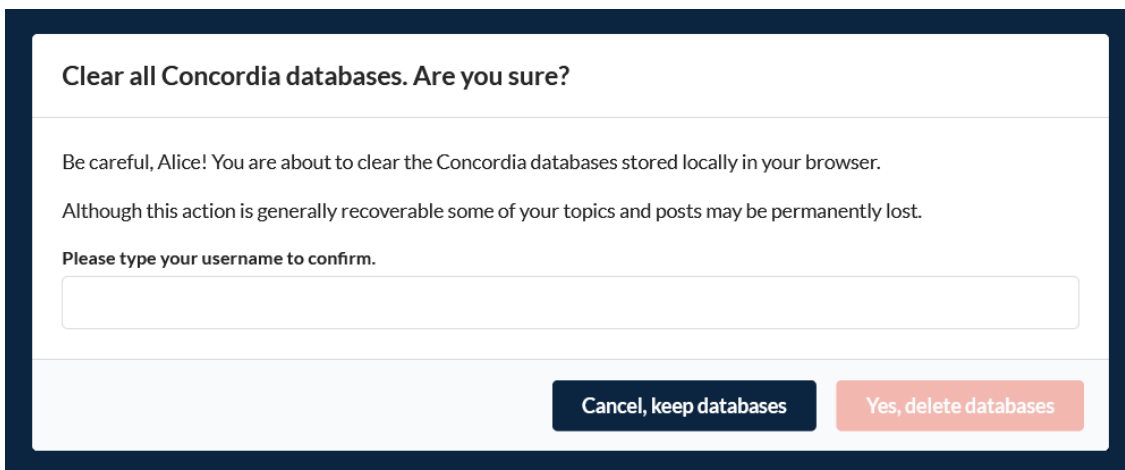 Clear all Concordia databases. Are you sure?
Be careful, Alice! You are about to clear the Concordia databases stored locally in your browser.
Although this action is generally recoverable some of your topics and posts may be permanently lost.
Please type your username to confirm.
Cancel, keep databases
Yes, delete databases